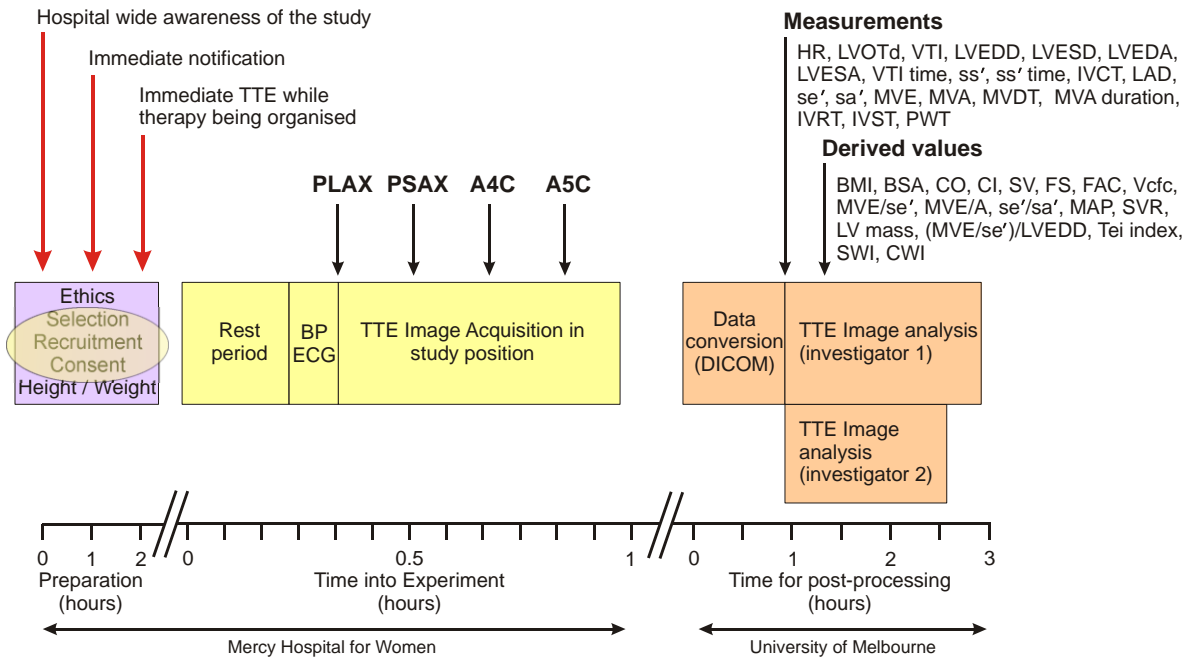 Hospital wide awareness of the study
Immediate notification
Immediate TTE while
therapy being organised
PLAX PSAX A4C A5C
Measurements
HR, LVOTd, VTI, LVEDD, LVESD, LVEDA,
LVESA, VTI time, ss′, ss′ time, IVCT, LAD,
se′, sa′, MVE, MVA, MVDT, MVA duration,
IVRT, IVST, PWT
Derived values
BMI, BSA, CO, CI, SV, FS, FAC, Vcfc,
MVE/se′, MVE/A, se′/sa′, MAP, SVR,
LV mass, (MVE/se′)/LVEDD, Tei index,
SWI, CWI
Ethics
Selection
Recruitment
Consent
Height / Weight
Rest
period
BP
ECG
TTE Image Acquisition in
study position
Data
conversion
(DICOM)
TTE Image analysis
(investigator 1)
TTE Image
analysis
(investigator 2)
0 1 2
Preparation
(hours)
0 0.5 1
Time into Experiment
(hours)
0 1 2 3
Time for post-processing
(hours)
Mercy Hospital for Women
University of Melbourne